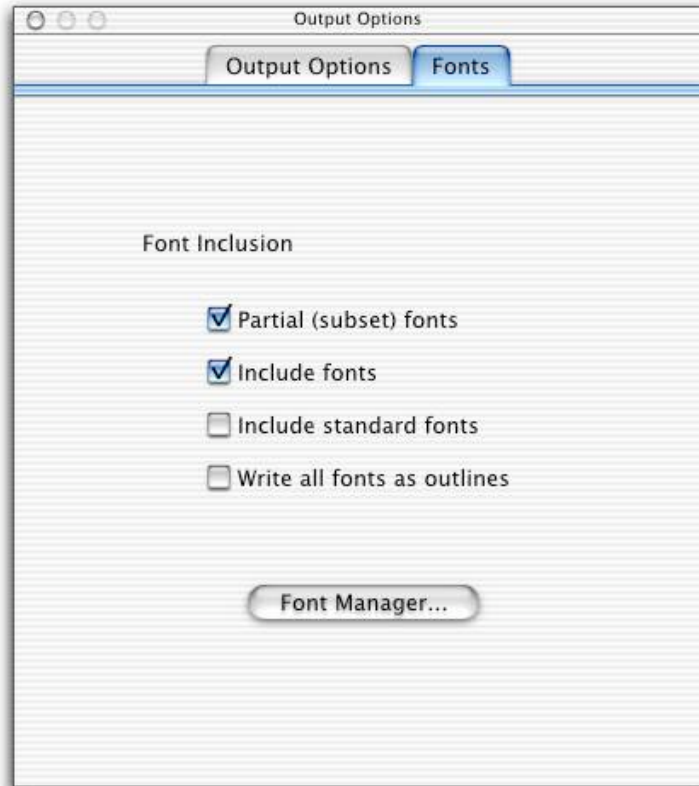 Output Options
Output Options Fonts
Font Inclusion
Partial (subset) fonts
Include fonts
Include standard fonts
Write all fonts as outlines
Font Manager...